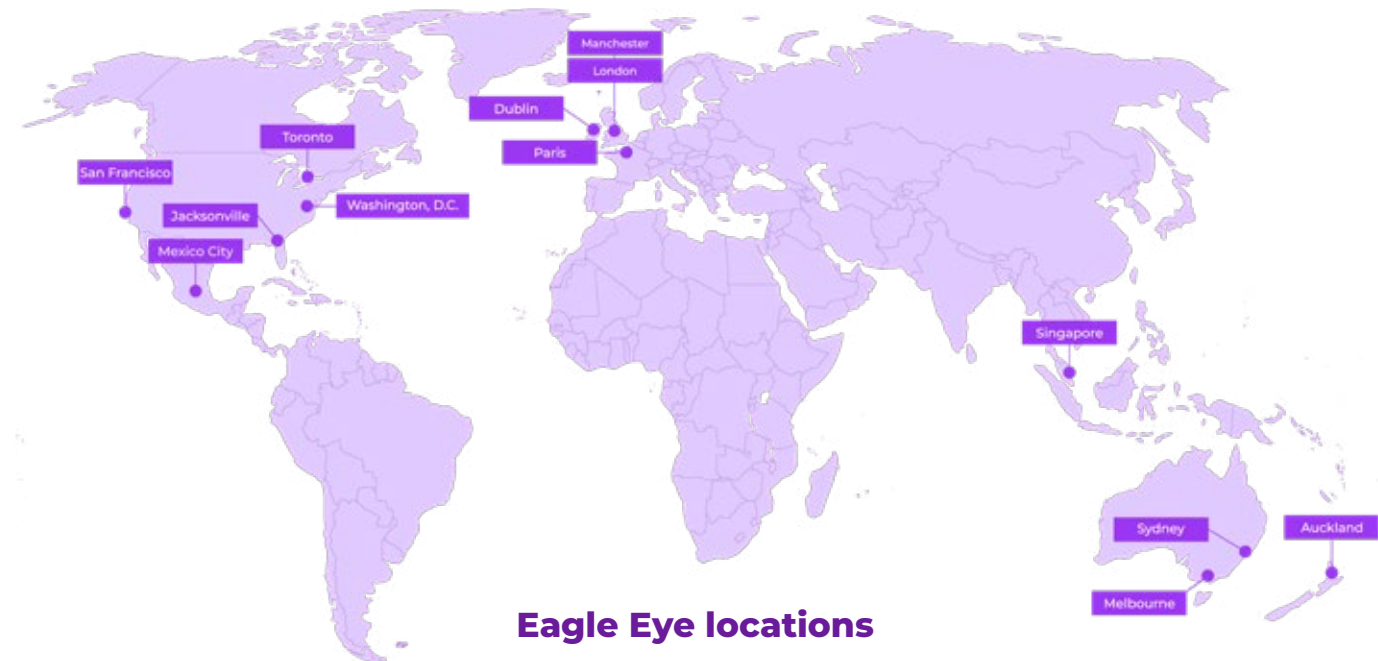 Manchester
London
Dublin
Toronto
Paris
San Francisco
Washington, D.C.
Jacksonville
Mexico City
Singapore
Sydney
Auckland
Melbourne
Eagle Eye locations